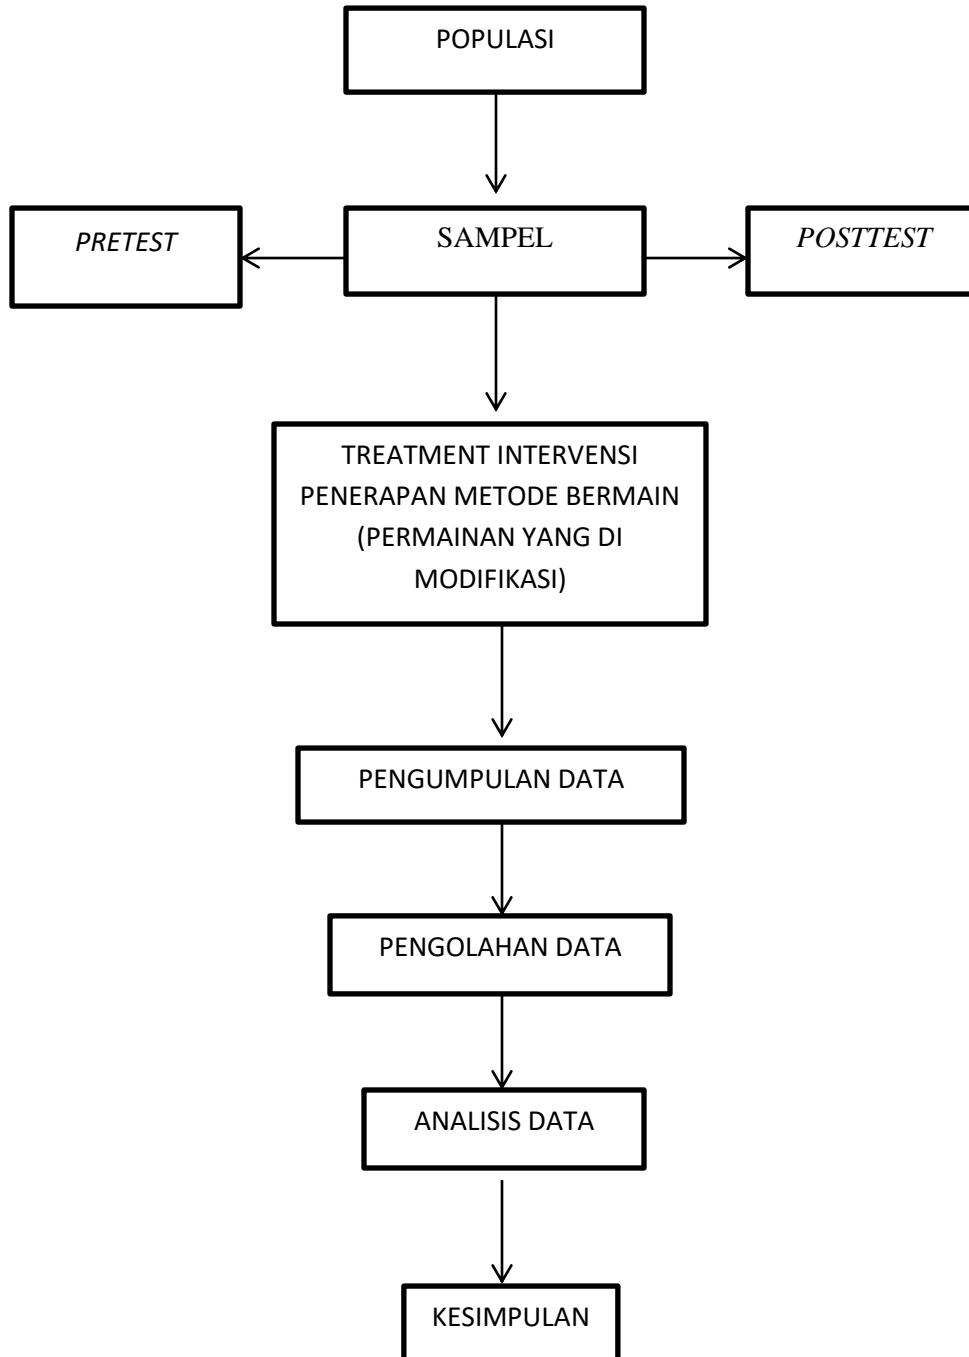 POPULASI
PRETEST
SAMPEL
POSTTEST
TREATMENT INTERVENSI
PENERAPAN METODE BERMAIN
(PERMAINAN YANG DI
MODIFIKASI)
PENGUMPULAN DATA
PENGOLAHAN DATA
ANALISIS DATA
KESIMPULAN